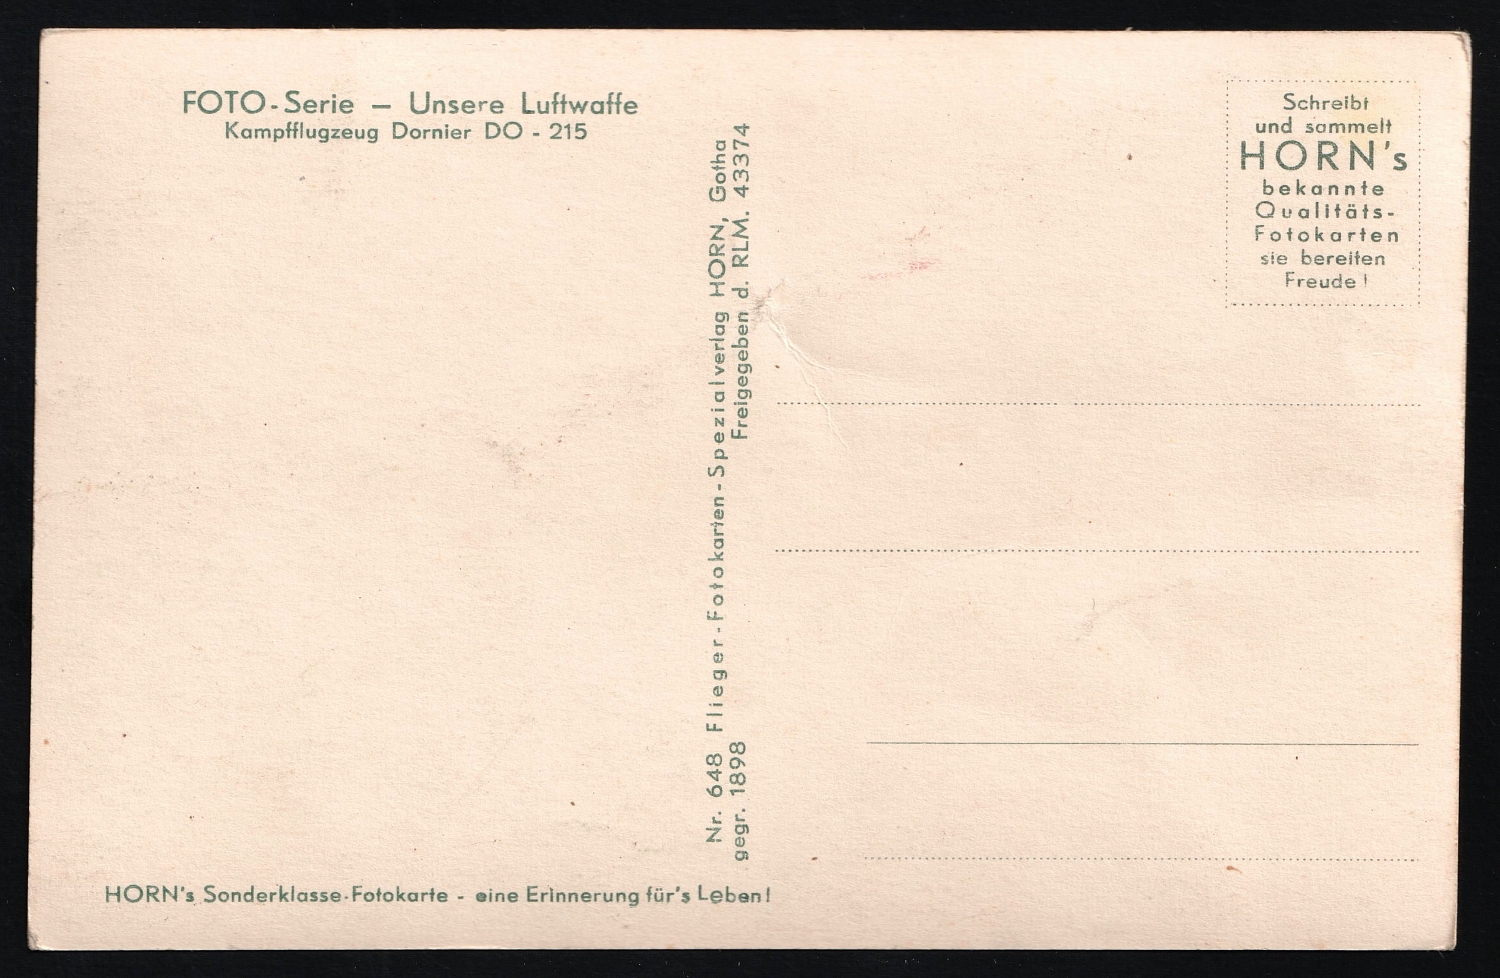 FOTO-Serie — Unsere Luftwaffe
Kampfflugzeug Dornier DO - 215
Schreibt
und sammelt
HORN's
bekannte
Qualitäts-
Fotokarten
sie bereiten
Freude!
Nr. 648 Flieger-Fotokarten-Spezialverlag HORN, Gotha
gegr. 1898 Freigegeben d. RLM. 43374
HORN's Sonderklasse-Fotokarte - eine Erinnerung für's Leben!